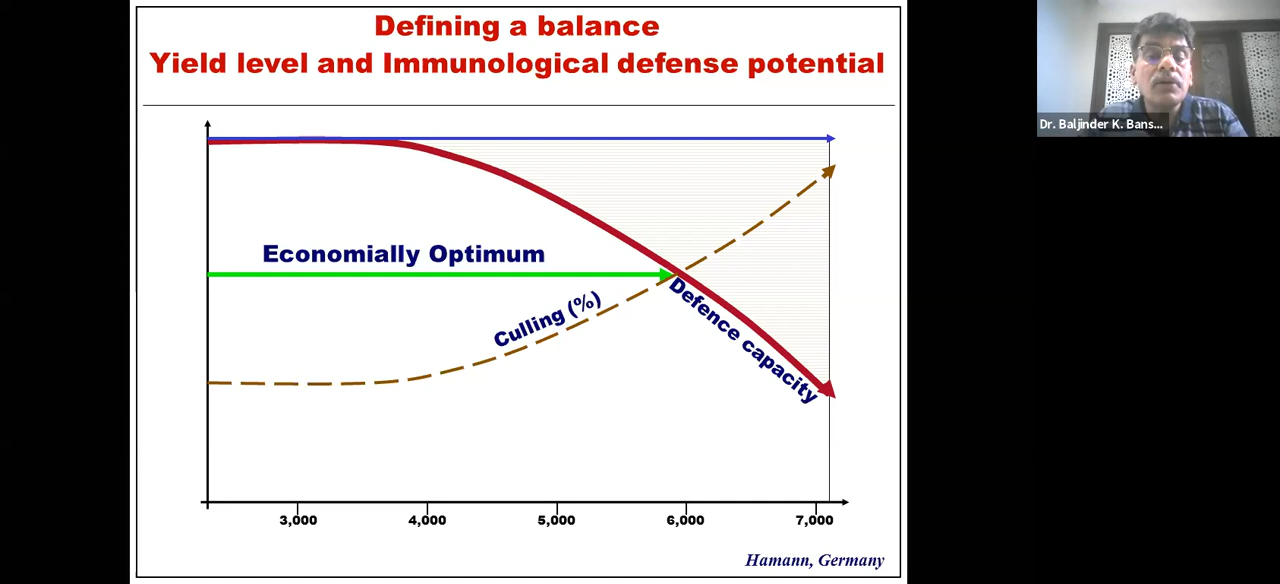 Defining a balance
Yield level and Immunological defense potential
Dr. Baljinder K. Bans...
Economially Optimum
Culling (%)
Defence capacity
3,000
4,000
5,000
6,000
7,000
Hamann, Germany